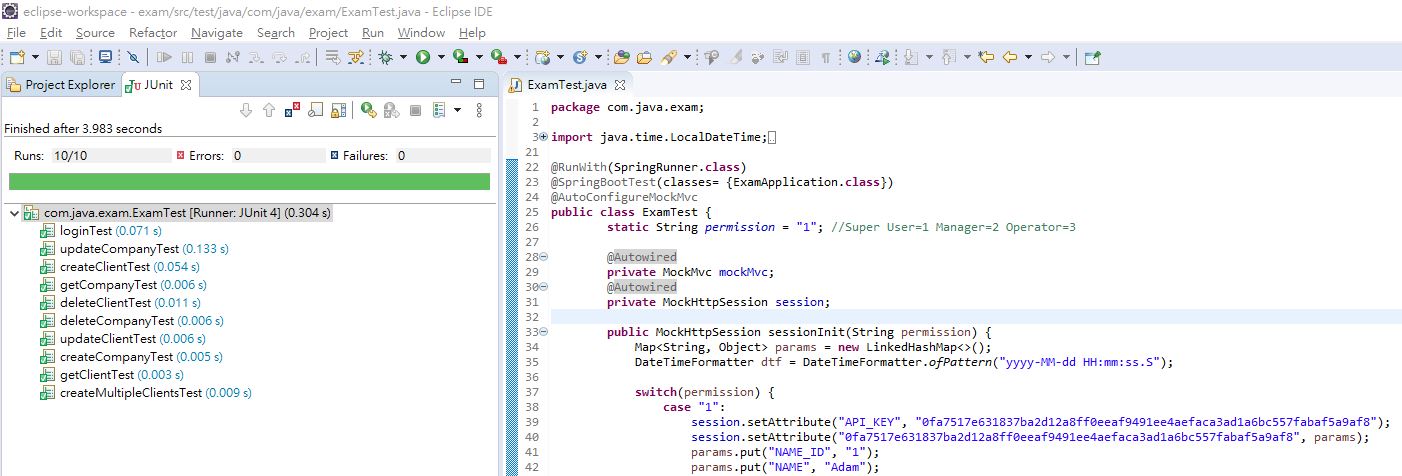 eclipse-workspace - exam/src/test/java/com/java/exam/ExamTest.java - Eclipse IDE
File Edit Source Refactor Navigate Search Project Run Window Help
Project Explorer JUnit
Finished after 3.983 seconds
Runs: 10/10 Errors: 0 Failures: 0
com.java.exam.ExamTest [Runner: JUnit 4] (0.304 s)
loginTest (0.071 s)
updateCompanyTest (0.133 s)
createClientTest (0.054 s)
getCompanyTest (0.006 s)
deleteClientTest (0.011 s)
deleteCompanyTest (0.006 s)
updateClientTest (0.006 s)
createCompanyTest (0.005 s)
getClientTest (0.003 s)
createMultipleClientsTest (0.009 s)
ExamTest.java
1 package com.java.exam;
2
3 import java.time.LocalDateTime;
21
22 @RunWith(SpringRunner.class)
23 @SpringBootTest(classes= {ExamApplication.class})
24 @AutoConfigureMockMvc
25 public class ExamTest {
26 static String permission = "1"; //Super User=1 Manager=2 Operator=3
27
28 @Autowired
29 private MockMvc mockMvc;
30 @Autowired
31 private MockHttpSession session;
32
33 public MockHttpSession sessionInit(String permission) {
34 Map<String, Object> params = new LinkedHashMap<>();
35 DateTimeFormatter dtf = DateTimeFormatter.ofPattern("yyyy-MM-dd HH:mm:ss.S");
36
37 switch(permission) {
38 case "1":
39 session.setAttribute("API_KEY", "0fa7517e631837ba2d12a8ff0eeaf9491ee4aefaca3ad1a6bc557fabaf5a9af8");
40 session.setAttribute("0fa7517e631837ba2d12a8ff0eeaf9491ee4aefaca3ad1a6bc557fabaf5a9af8", params);
41 params.put("NAME_ID", "1");
42 params.put("NAME", "Adam");